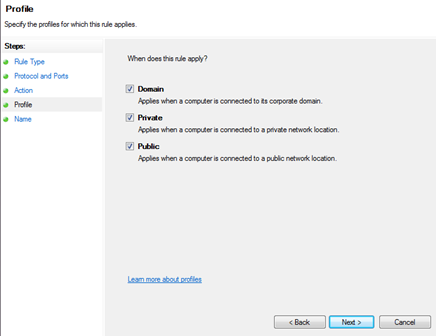 Profile
Specify the profiles for which this rule applies.
Steps:
Rule Type
Protocol and Ports
Action
Profile
Name
When does this rule apply?
Domain
Applies when a computer is connected to its corporate domain.
Private
Applies when a computer is connected to a private network location.
Public
Applies when a computer is connected to a public network location.
Learn more about profiles
< Back
Next >
Cancel